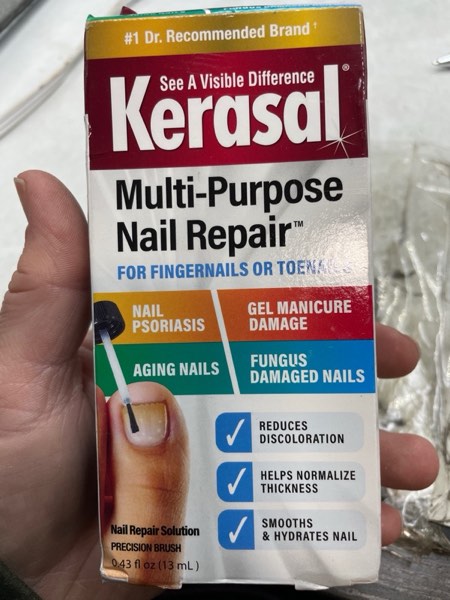 #1 Dr. Recommended Brand†
See A Visible Difference
Kerasal®
Multi-Purpose
Nail Repair™
FOR FINGERNAILS OR TOENAILS
NAIL
PSORIASIS
GEL MANICURE
DAMAGE
AGING NAILS
FUNGUS
DAMAGED NAILS
REDUCES
DISCOLORATION
HELPS NORMALIZE
THICKNESS
SMOOTHS
& HYDRATES NAIL
Nail Repair Solution
PRECISION BRUSH
0.43 fl oz (13 mL)